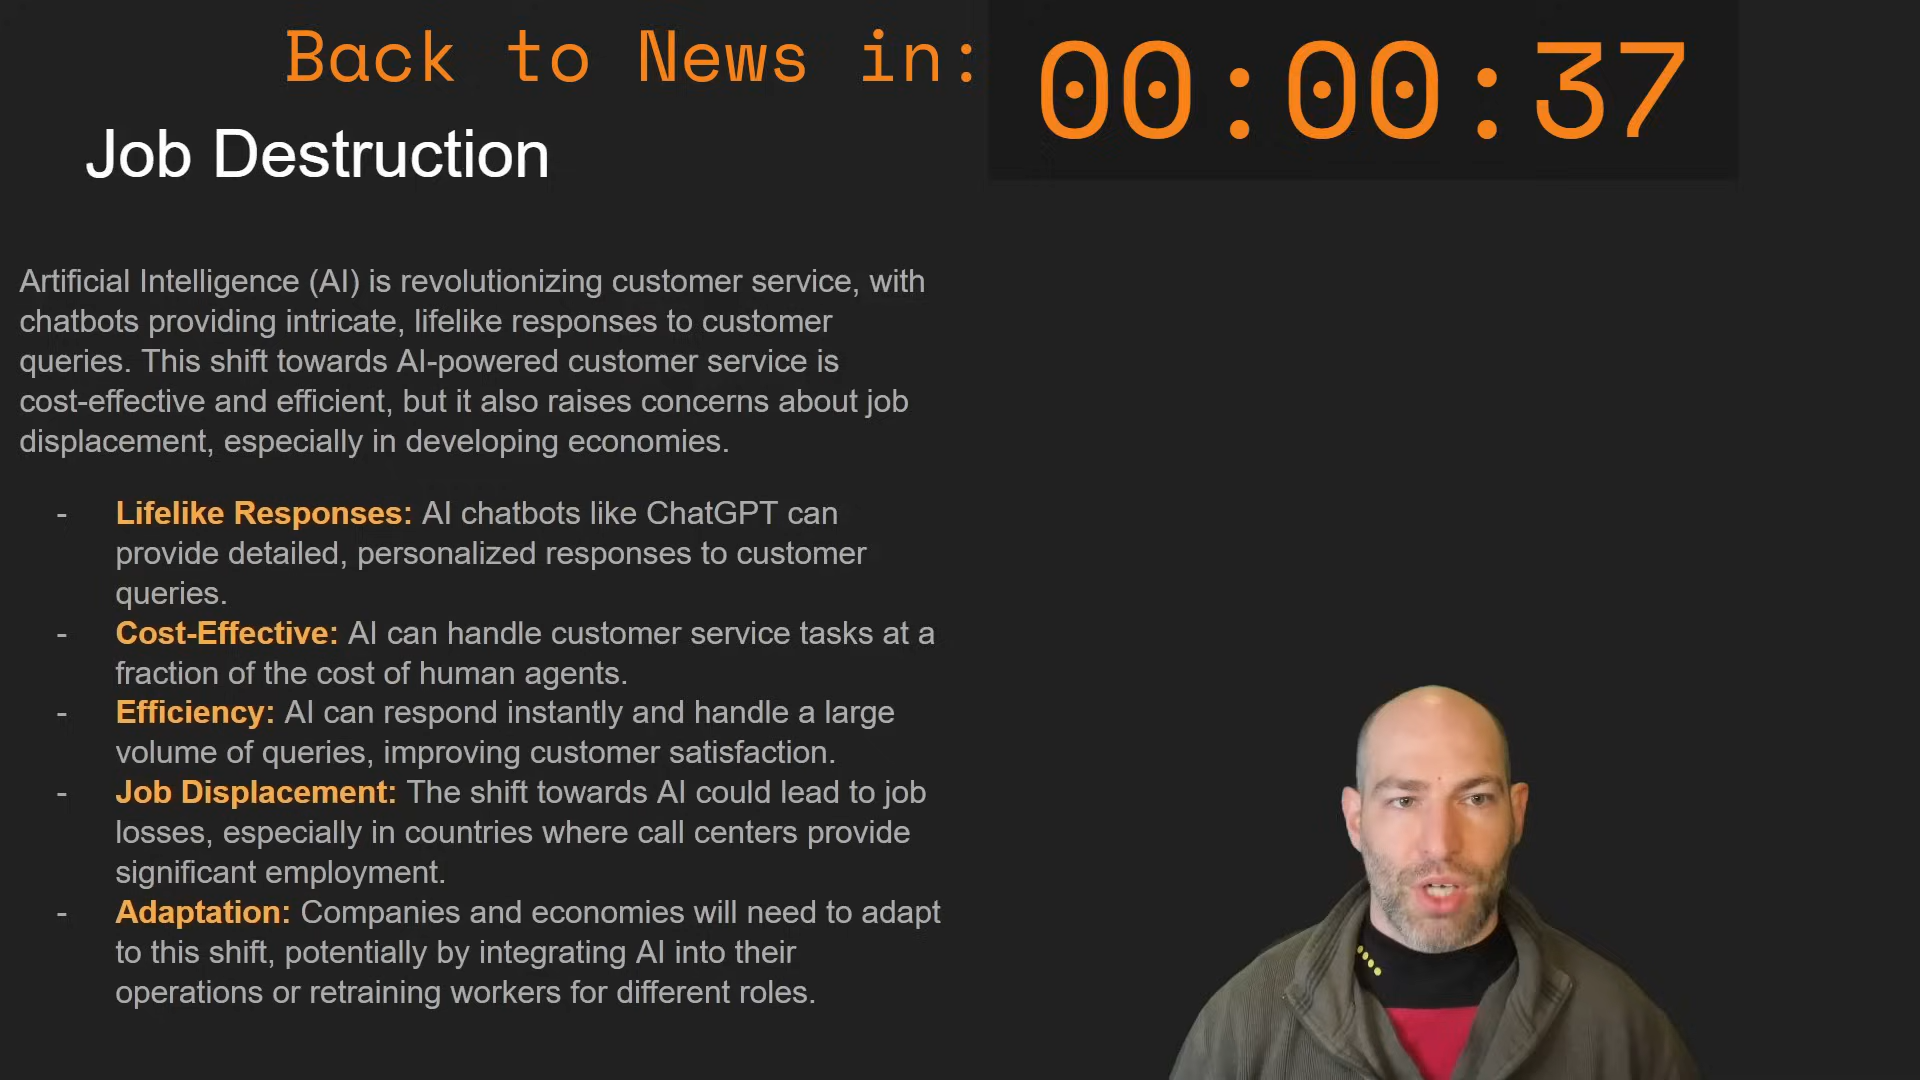 Back to News in: 00:00:37
Job Destruction
Artificial Intelligence (AI) is revolutionizing customer service, with
chatbots providing intricate, lifelike responses to customer
queries. This shift towards AI-powered customer service is
cost-effective and efficient, but it also raises concerns about job
displacement, especially in developing economies.
- Lifelike Responses: AI chatbots like ChatGPT can
provide detailed, personalized responses to customer
queries.
- Cost-Effective: AI can handle customer service tasks at a
fraction of the cost of human agents.
- Efficiency: AI can respond instantly and handle a large
volume of queries, improving customer satisfaction.
- Job Displacement: The shift towards AI could lead to job
losses, especially in countries where call centers provide
significant employment.
- Adaptation: Companies and economies will need to adapt
to this shift, potentially by integrating AI into their
operations or retraining workers for different roles.